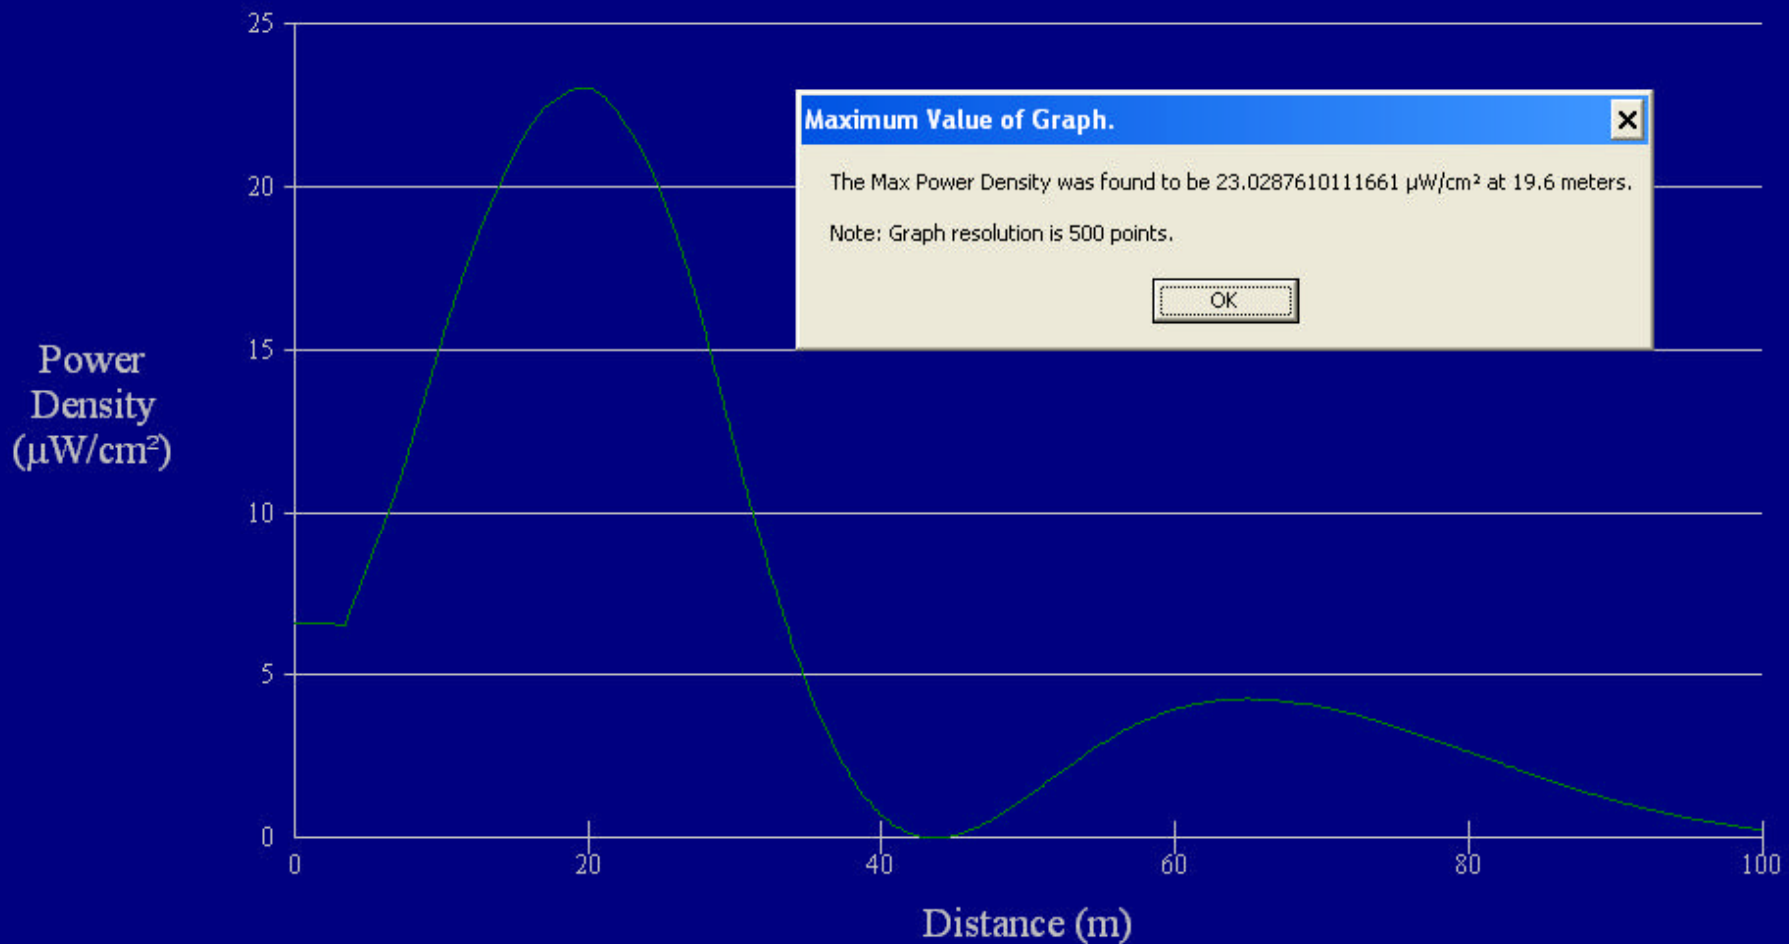 25
20
15
10
5
0
Power
Density
(µW/cm²)
Maximum Value of Graph.
The Max Power Density was found to be 23.0287610111661 µW/cm² at 19.6 meters.
Note: Graph resolution is 500 points.
OK
0
20
40
60
80
100
Distance (m)